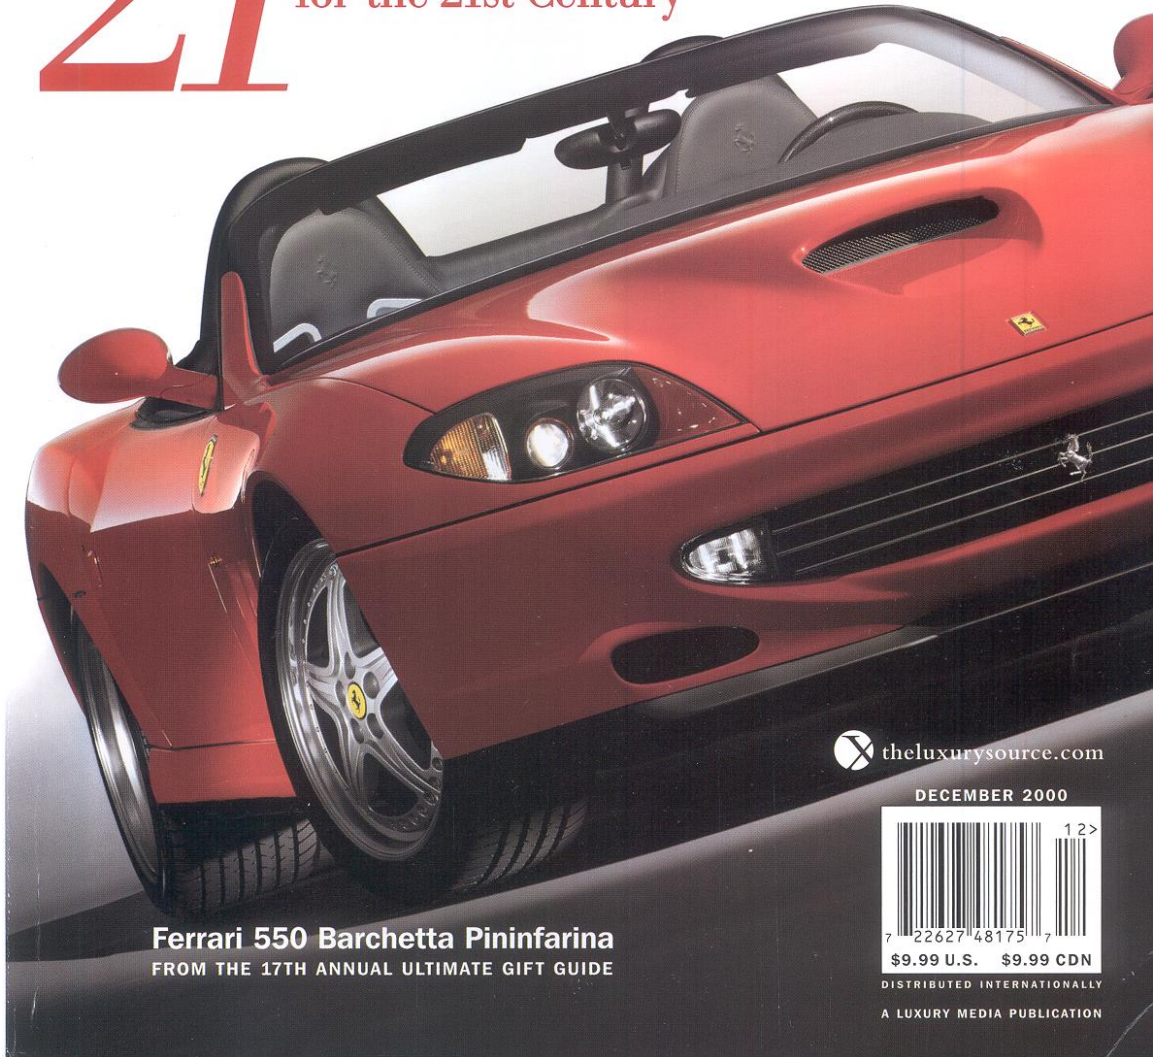 21
for the 21st Century
theluxurysource.com
DECEMBER 2000
12>
7 22627 48175 7
$9.99 U.S. $9.99 CDN
DISTRIBUTED INTERNATIONALLY
A LUXURY MEDIA PUBLICATION
Ferrari 550 Barchetta Pininfarina
FROM THE 17TH ANNUAL ULTIMATE GIFT GUIDE